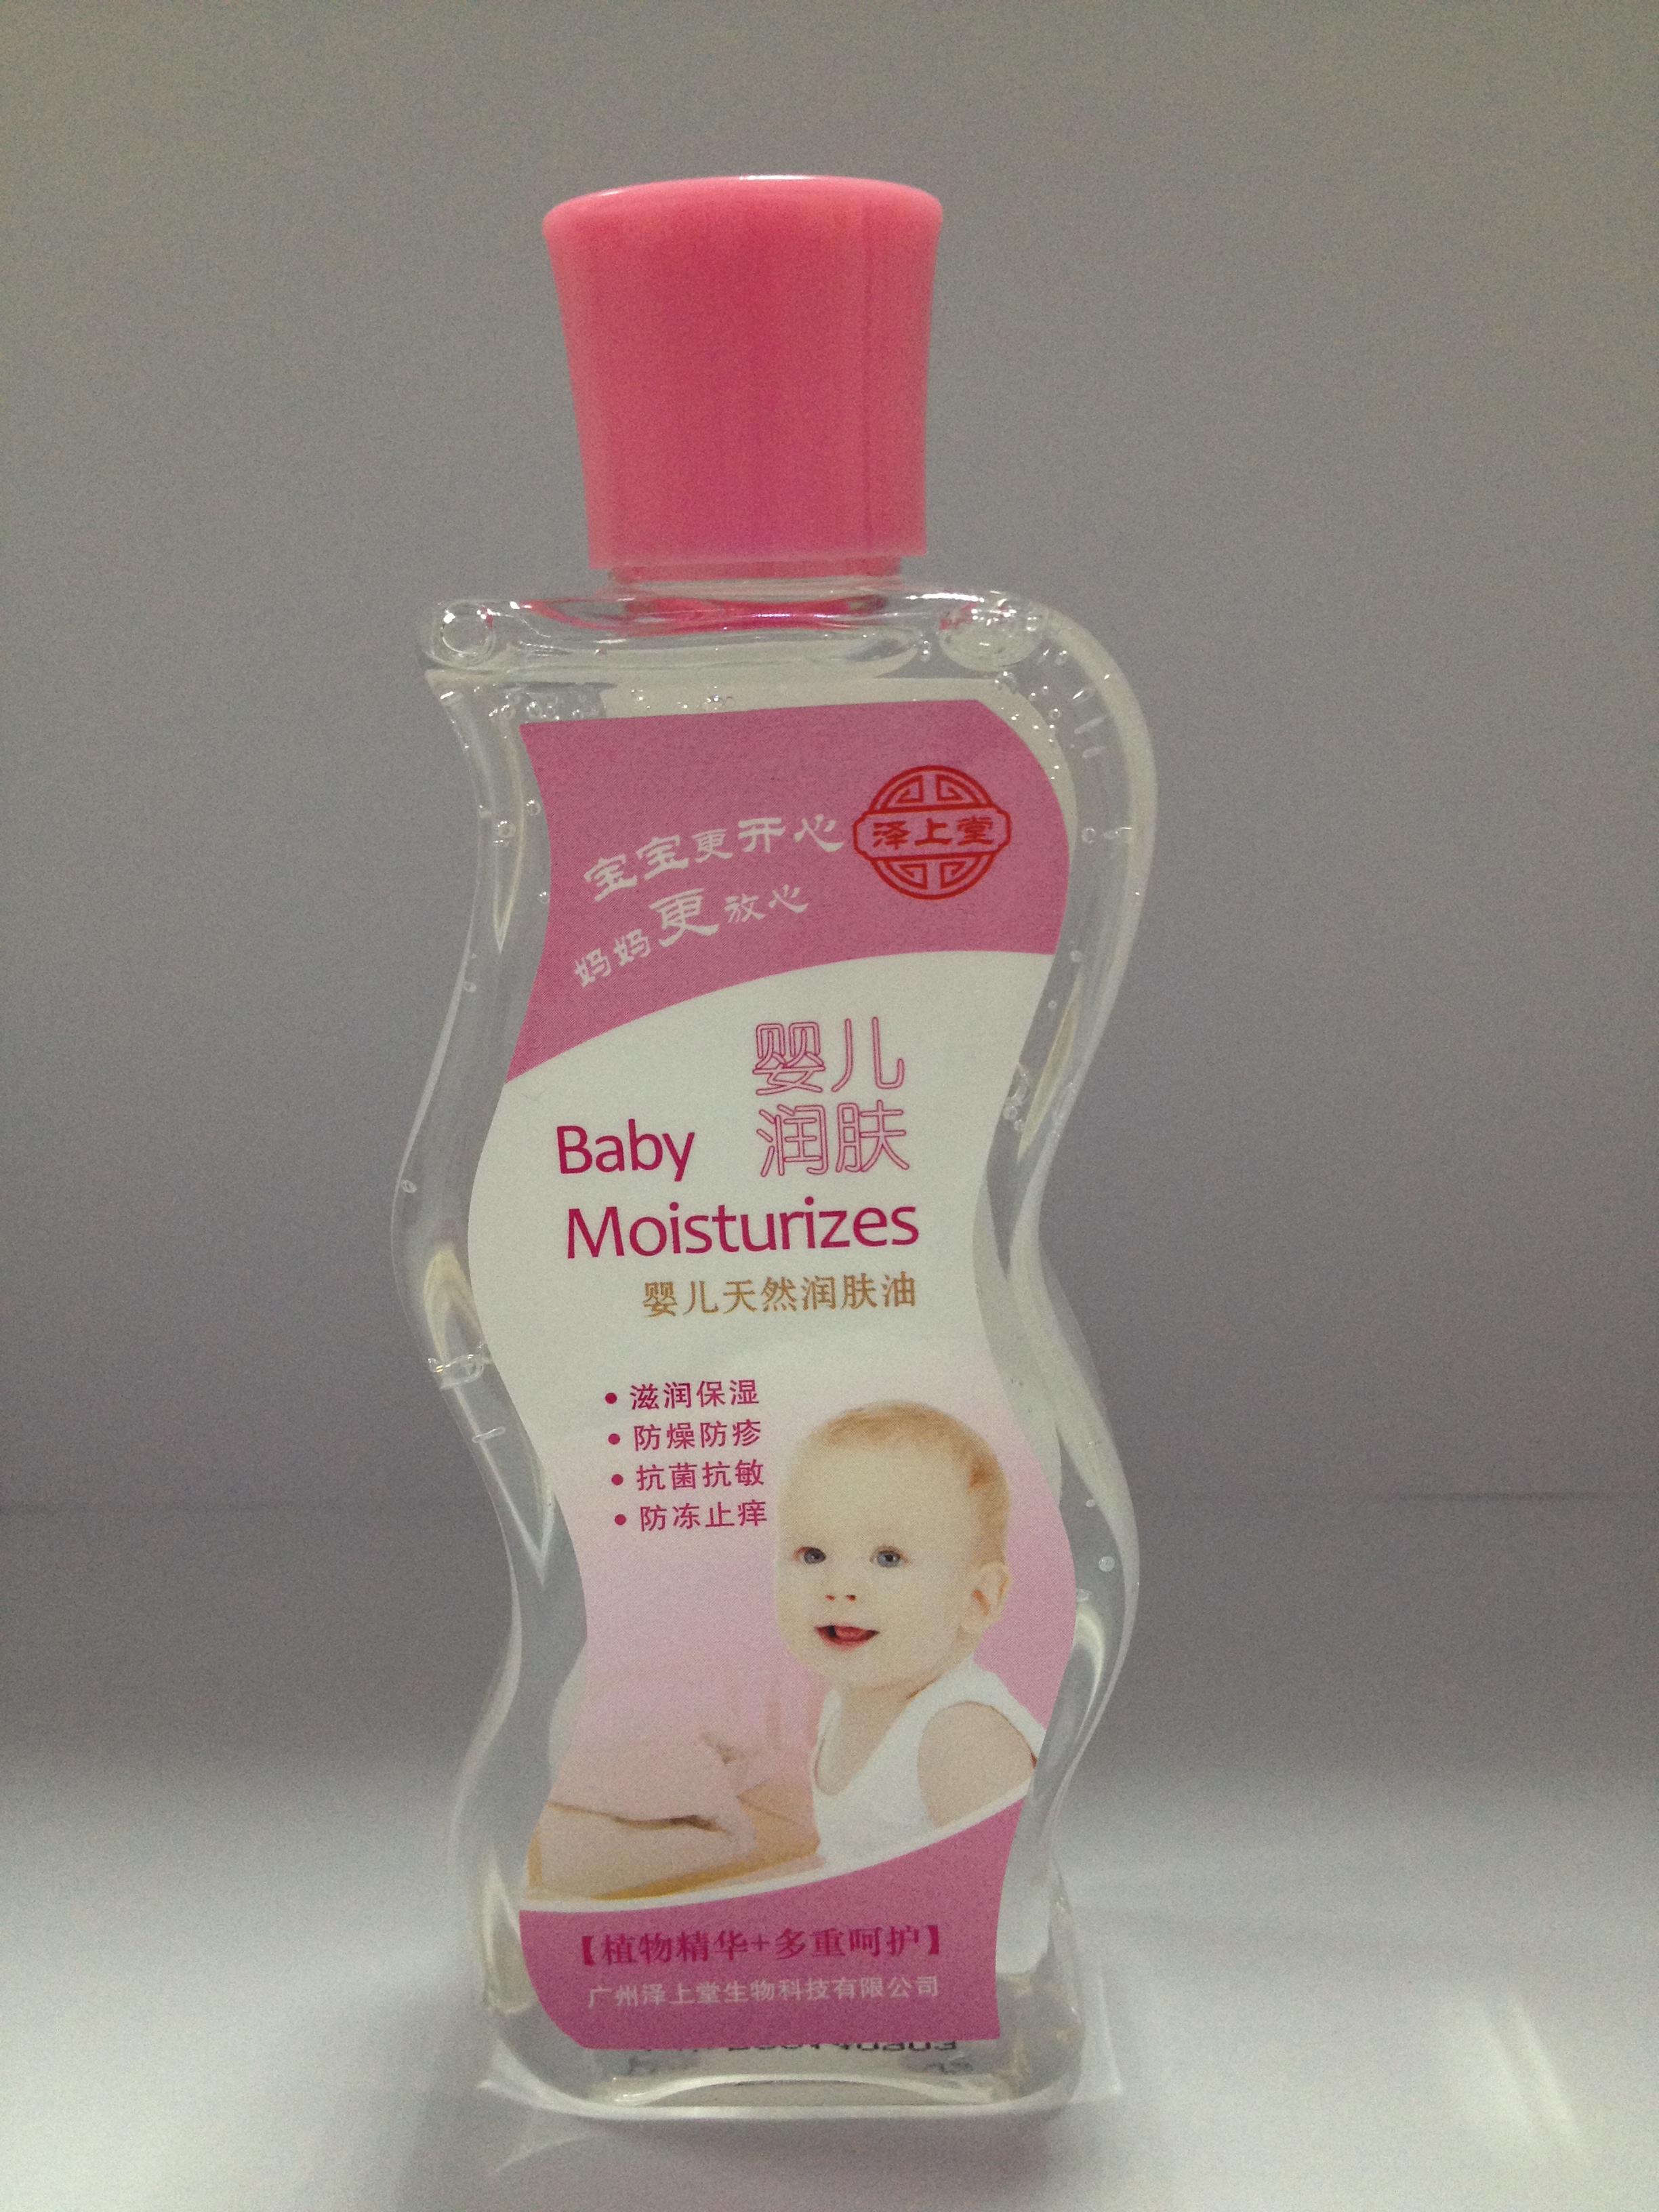 宝宝更开心
泽上堂
妈妈更放心
婴儿
润肤
Baby
Moisturizes
婴儿天然润肤油
• 滋润保湿
• 防燥防疹
• 抗菌抗敏
• 防冻止痒
【植物精华+多重呵护】
广州泽上堂生物科技有限公司